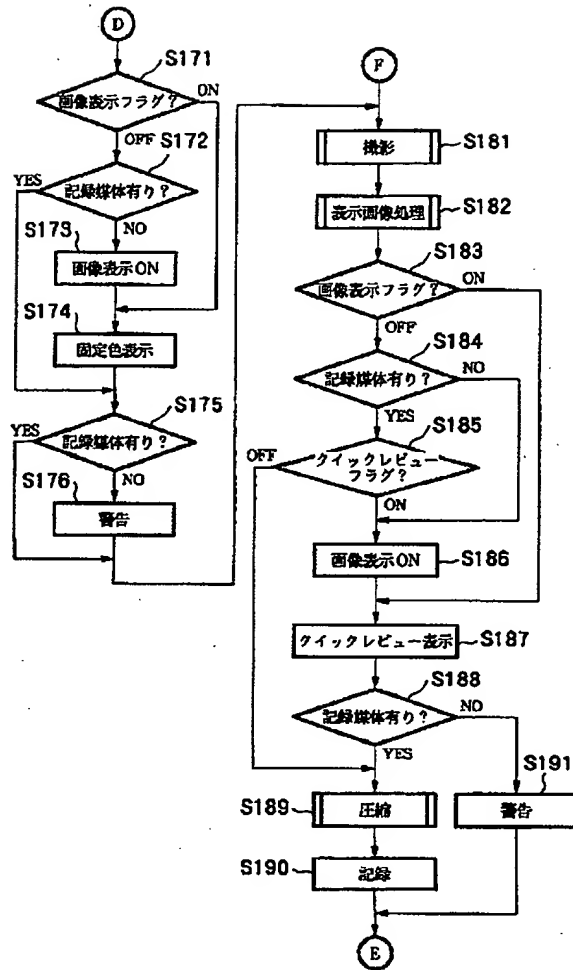 D
S171
画像表示フラグ?
ON
OFF
S172
YES
記録媒体有り?
S173
NO
画像表示ON
S174
固定色表示
S175
YES
記録媒体有り?
S176
NO
警告
F
撮影
S181
表示画像処理
S182
S183
画像表示フラグ?
ON
OFF
S184
記録媒体有り?
NO
YES
S185
OFF
クイックレビュー
フラグ?
ON
画像表示ON
S186
クイックレビュー表示
S187
S188
記録媒体有り?
NO
YES
S191
S189
圧縮
警告
S190
記録
E